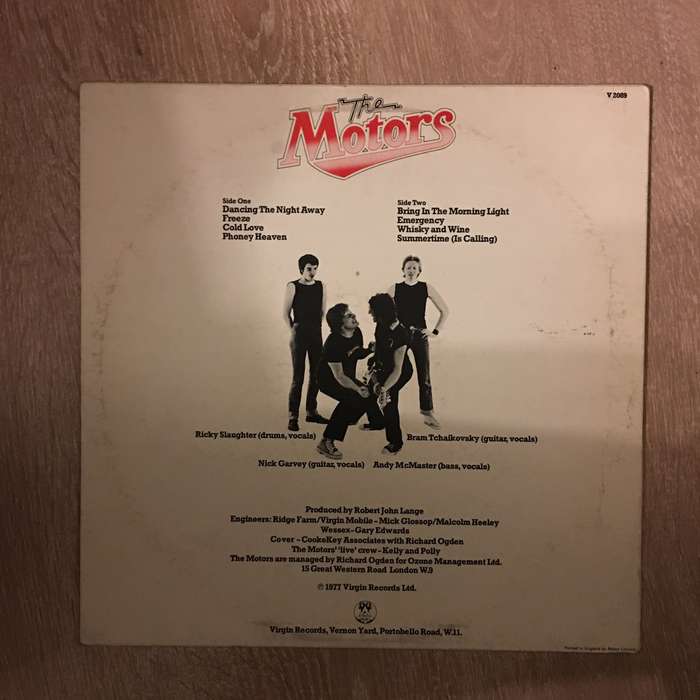 V 2089
The
Motors
Side One
Dancing The Night Away
Freeze
Cold Love
Phoney Heaven
Side Two
Bring In The Morning Light
Emergency
Whisky and Wine
Summertime (Is Calling)
Ricky Slaughter (drums, vocals)
Bram Tchaikovsky (guitar, vocals)
Nick Garvey (guitar, vocals)
Andy McMaster (bass, vocals)
Produced by Robert John Lange
Engineers: Ridge Farm/Virgin Mobile – Mick Glossop/Malcolm Heeley
Wessex – Gary Edwards
Cover – CookeKey Associates with Richard Ogden
The Motors' 'live' crew – Kelly and Polly
The Motors are managed by Richard Ogden for Ozone Management Ltd.
15 Great Western Road London W.9
© 1977 Virgin Records Ltd.
Virgin Records, Vernon Yard, Portobello Road, W.11.
Printed in England by